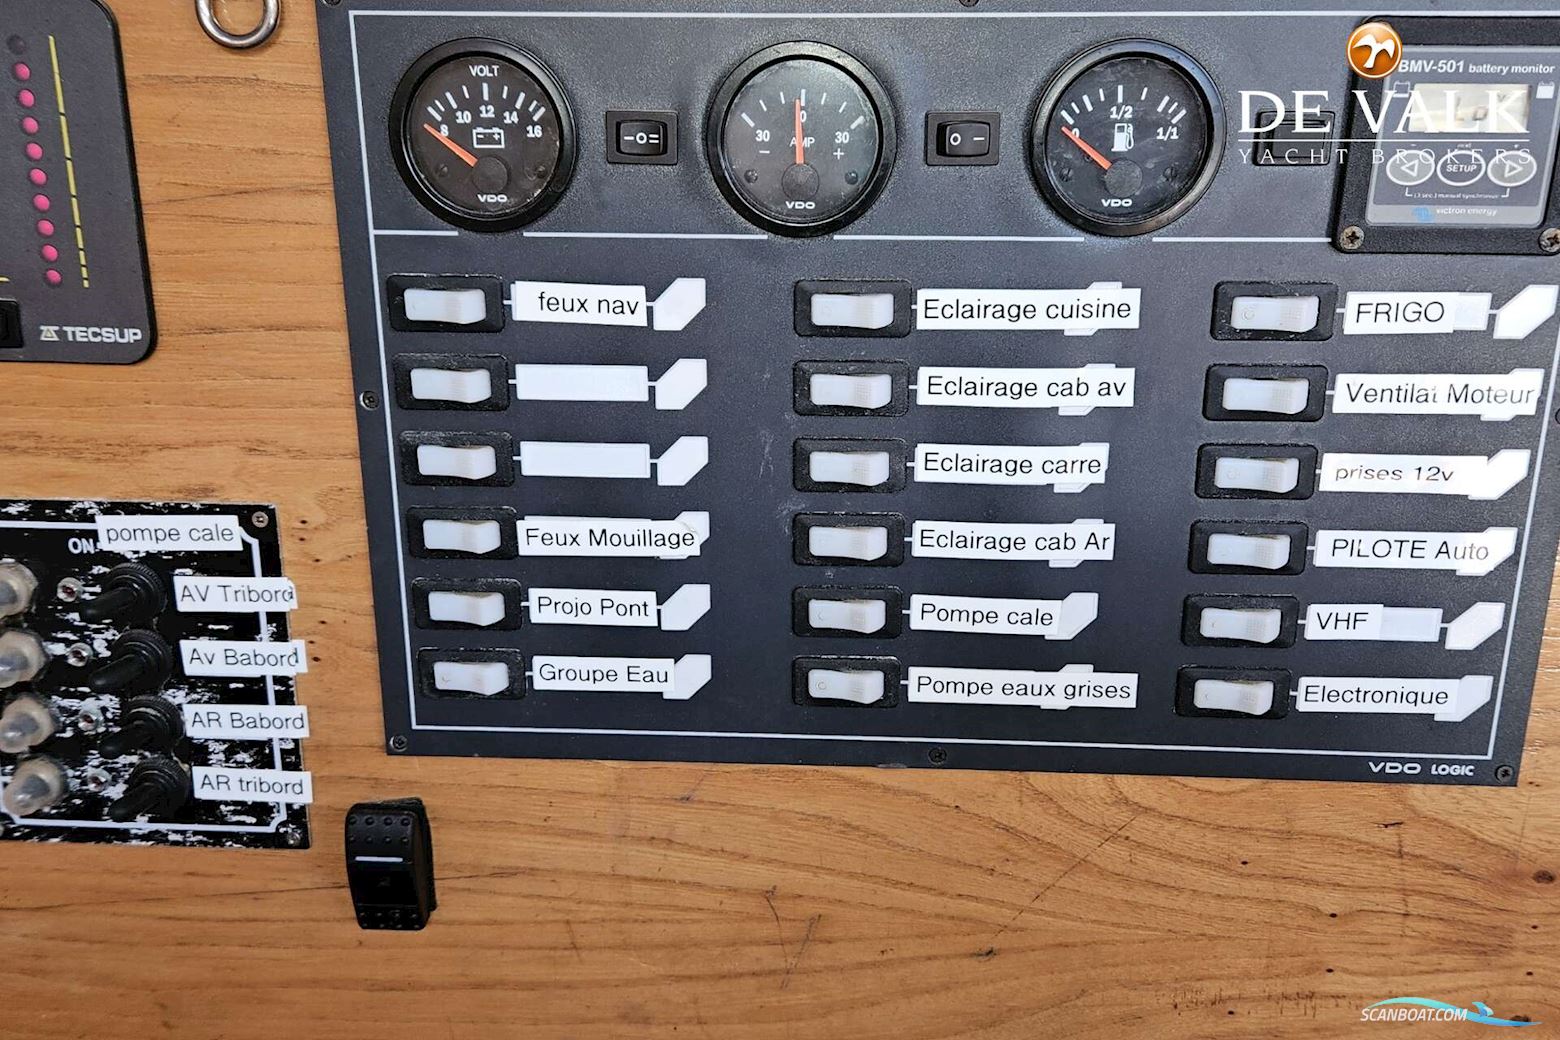 VOLT
8 10 12 14 16
VDO
30 0 30
AMP
- +
VDO
0 1/2 1/1
VDO
BMV-501 battery monitor
DE VALK
YACHT BROKERS
SETUP
(3 sec.) manual synchronise
victron energy
TECSUP
feux nav
Feux Mouillage
Projo Pont
Groupe Eau
Eclairage cuisine
Eclairage cab av
Eclairage carre
Eclairage cab Ar
Pompe cale
Pompe eaux grises
FRIGO
Ventilat Moteur
prises 12v
PILOTE Auto
VHF
Electronique
VDO LOGIC
ON
pompe cale
AV Tribord
Av Babord
AR Babord
AR tribord
SCANBOAT.COM